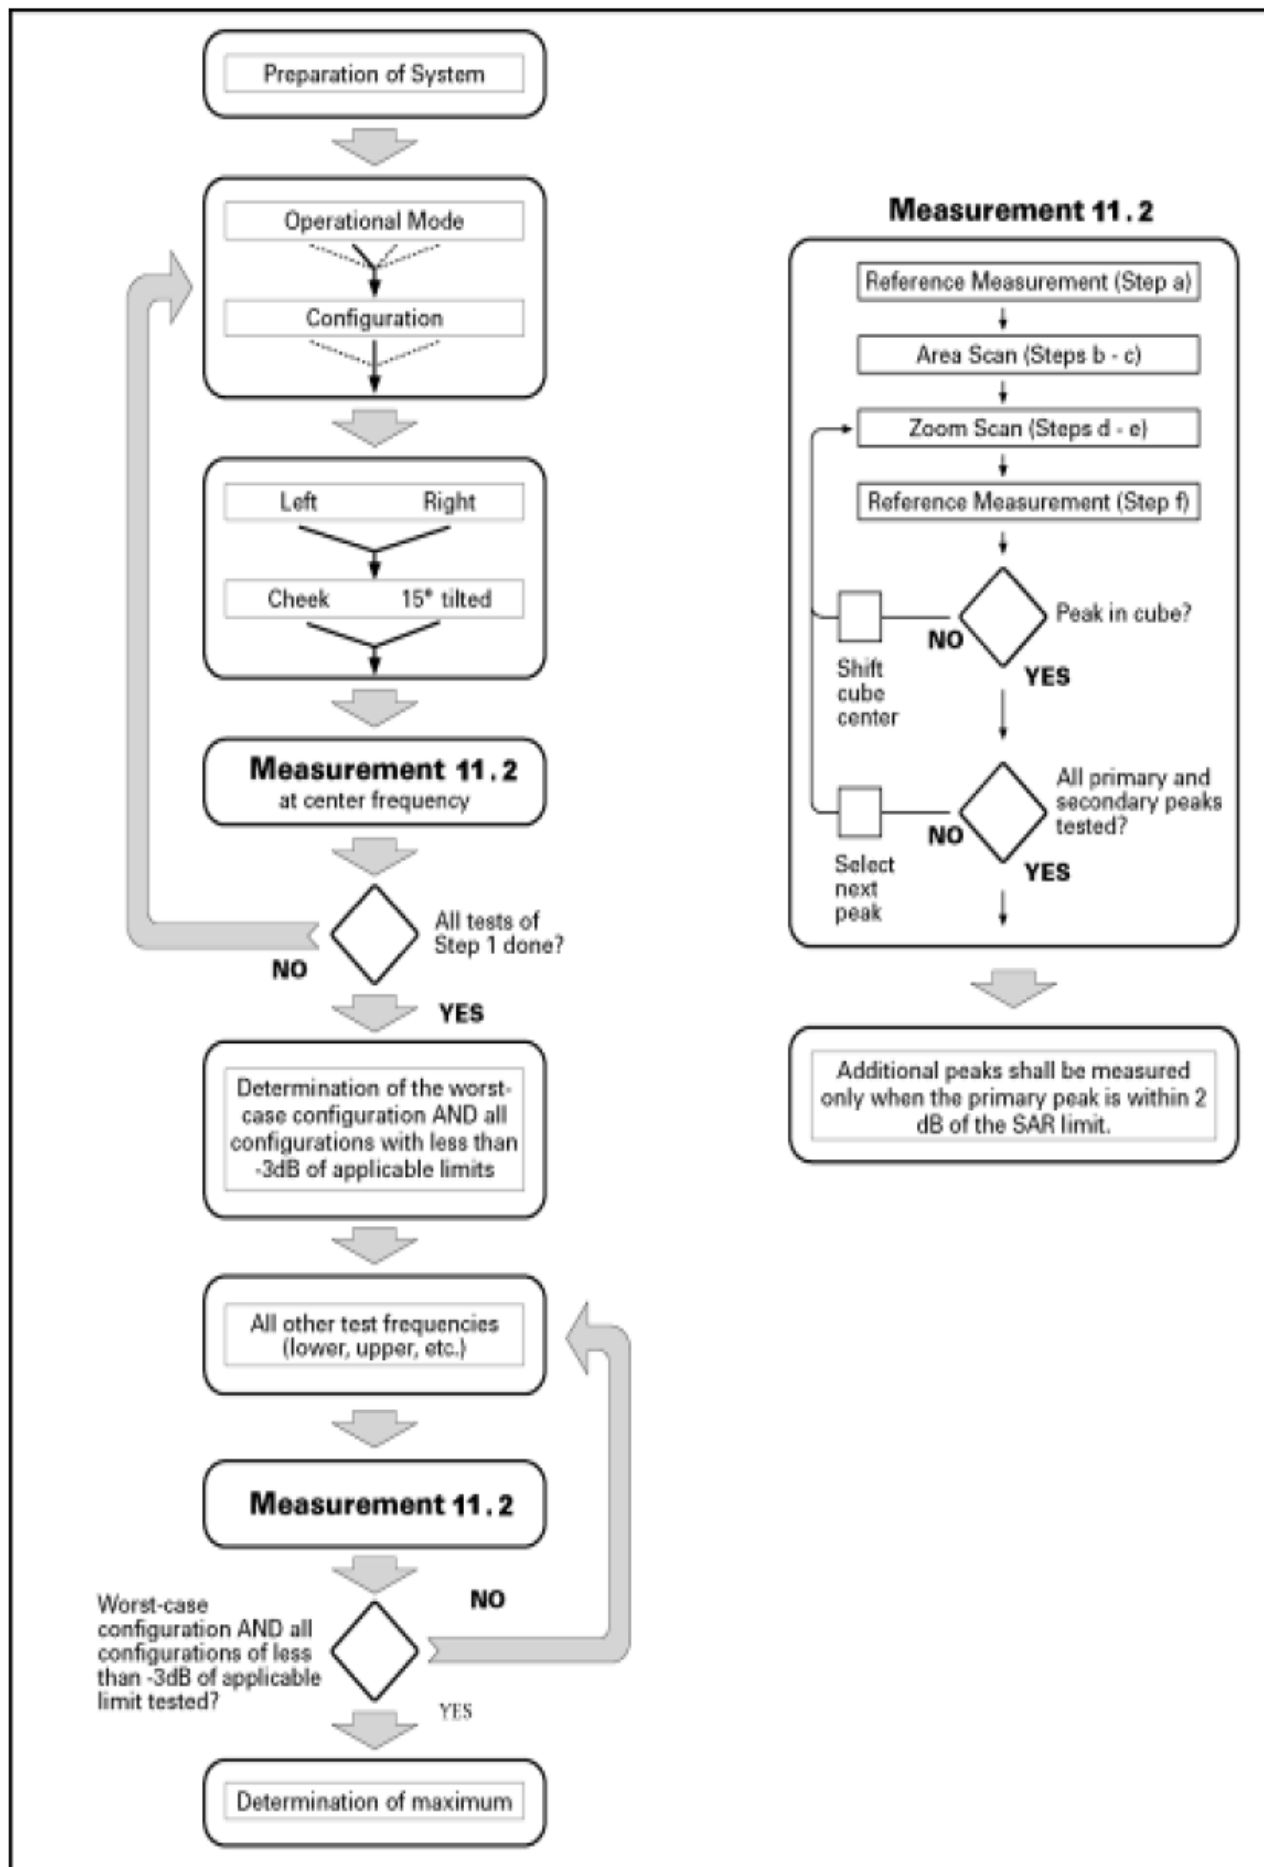 Preparation of System
Operational Mode
Configuration
Left Right
Cheek 15° tilted
Measurement 11.2
at center frequency
All tests of
Step 1 done?
NO
YES
Determination of the worst-
case configuration AND all
configurations with less than
-3dB of applicable limits
All other test frequencies
(lower, upper, etc.)
Measurement 11.2
NO
Worst-case
configuration AND all
configurations of less
than -3dB of applicable
limit tested?
YES
Determination of maximum
Measurement 11.2
Reference Measurement (Step a)
Area Scan (Steps b - c)
Zoom Scan (Steps d - e)
Reference Measurement (Step f)
Peak in cube?
NO
YES
Shift
cube
center
All primary and
secondary peaks
tested?
NO
YES
Select
next
peak
Additional peaks shall be measured
only when the primary peak is within 2
dB of the SAR limit.